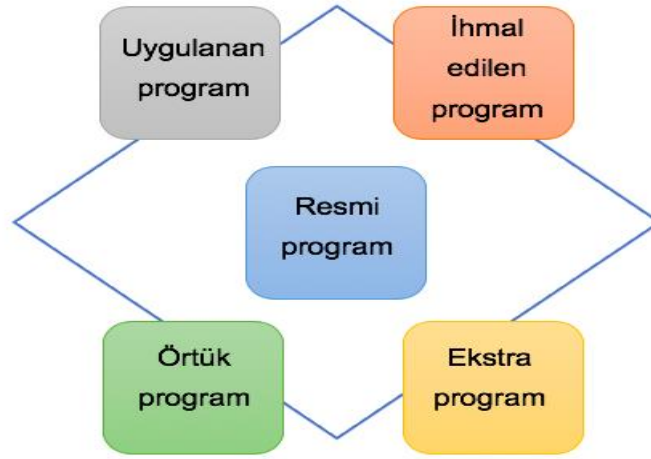 Uygulanan
program
İhmal
edilen
program
Resmi
program
Örtük
program
Ekstra
program